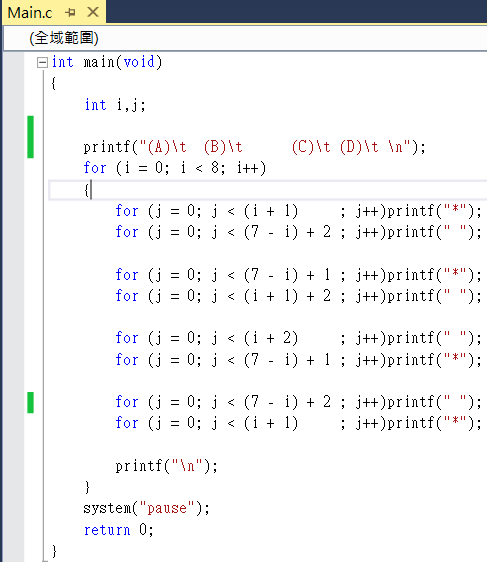 Main.c
(全域範圍)
int main(void)
{
    int i,j;
    printf("(A)\t  (B)\t      (C)\t (D)\t \n");
    for (i = 0; i < 8; i++)
    {
        for (j = 0; j < (i + 1)     ; j++)printf("*");
        for (j = 0; j < (7 - i) + 2 ; j++)printf(" ");
        for (j = 0; j < (7 - i) + 1 ; j++)printf("*");
        for (j = 0; j < (i + 1) + 2 ; j++)printf(" ");
        for (j = 0; j < (i + 2)     ; j++)printf(" ");
        for (j = 0; j < (7 - i) + 1 ; j++)printf("*");
        for (j = 0; j < (7 - i) + 2 ; j++)printf(" ");
        for (j = 0; j < (i + 1)     ; j++)printf("*");
        printf("\n");
    }
    system("pause");
    return 0;
}